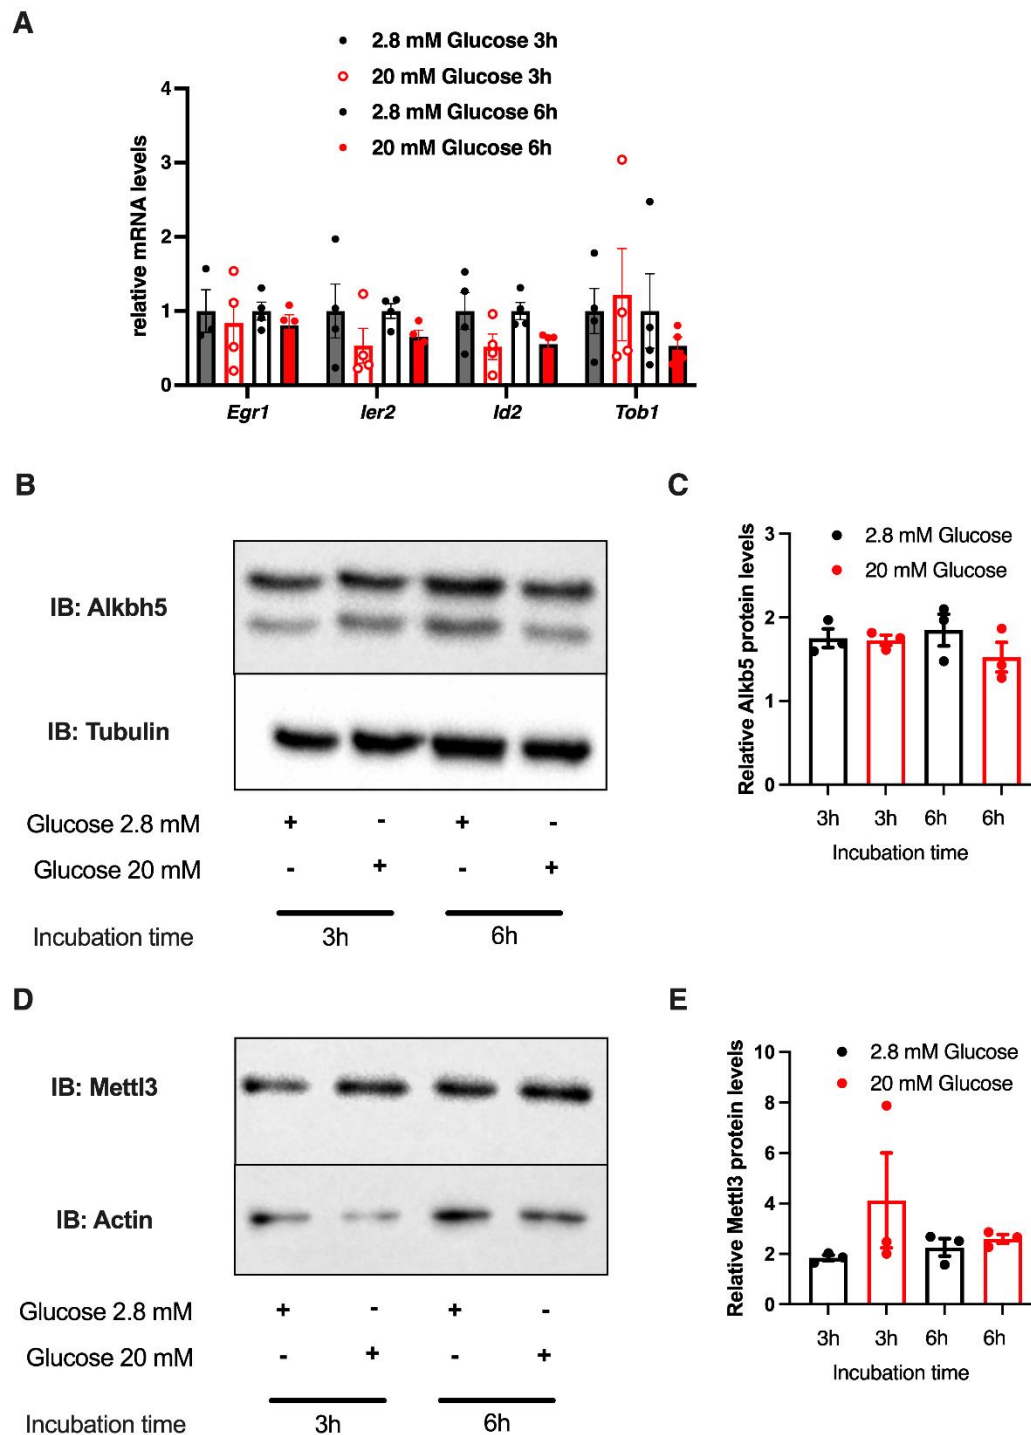 A
2.8 mM Glucose 3h
20 mM Glucose 3h
2.8 mM Glucose 6h
20 mM Glucose 6h
relative mRNA levels
4
3
2
1
0
Egr1 Ier2 Id2 Tob1
B
IB: Alkbh5
IB: Tubulin
Glucose 2.8 mM + - + -
Glucose 20 mM - + - +
Incubation time 3h 6h
C
2.8 mM Glucose
20 mM Glucose
Relative Alkb5 protein levels
3
2
1
0
3h 3h 6h 6h
Incubation time
D
IB: Mettl3
IB: Actin
Glucose 2.8 mM + - + -
Glucose 20 mM - + - +
Incubation time 3h 6h
E
2.8 mM Glucose
20 mM Glucose
Relative Mettl3 protein levels
10
8
6
4
2
0
3h 3h 6h 6h
Incubation time